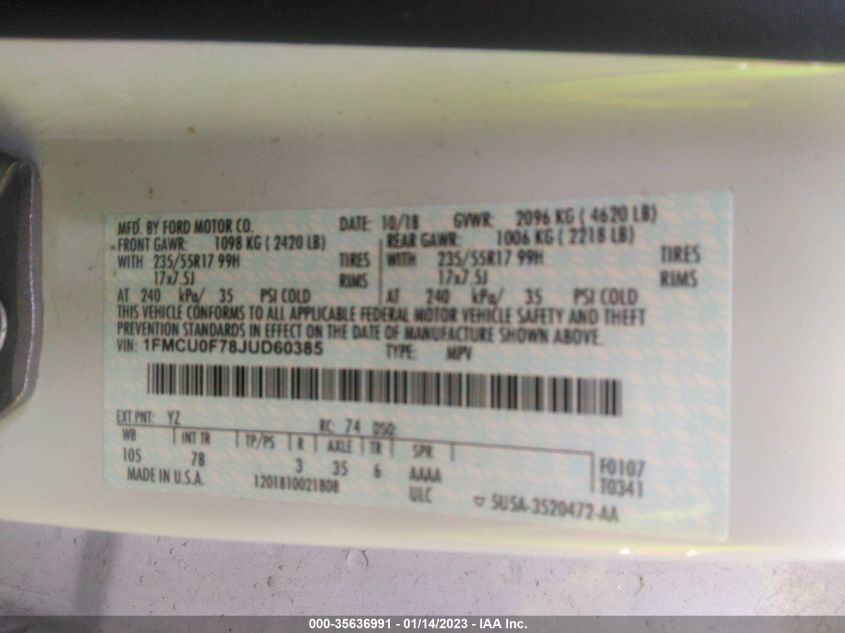 MFD. BY FORD MOTOR CO. DATE: 10/18 GVWR: 2096 KG ( 4620 LB)
FRONT GAWR: 1098 KG ( 2420 LB) REAR GAWR: 1006 KG ( 2218 LB)
WITH 235/55R17 99H TIRES WITH 235/55R17 99H TIRES
17x7.5J RIMS 17x7.5J RIMS
AT 240 kPa/ 35 PSI COLD AT 240 kPa/ 35 PSI COLD
THIS VEHICLE CONFORMS TO ALL APPLICABLE FEDERAL MOTOR VEHICLE SAFETY AND THEFT
PREVENTION STANDARDS IN EFFECT ON THE DATE OF MANUFACTURE SHOWN ABOVE.
VIN: 1FMCU0F78JUD60385 TYPE: MPV
EXT PNT: YZ RC: 74 DSO:
WB INT TR TP/PS R AXLE TR SPR
105 7B 3 35 6 AAAA F0107
MADE IN U.S.A. 1201810021808 ULC T0341
5U5A-3520472-AA
000-35636991 - 01/14/2023 - IAA Inc.